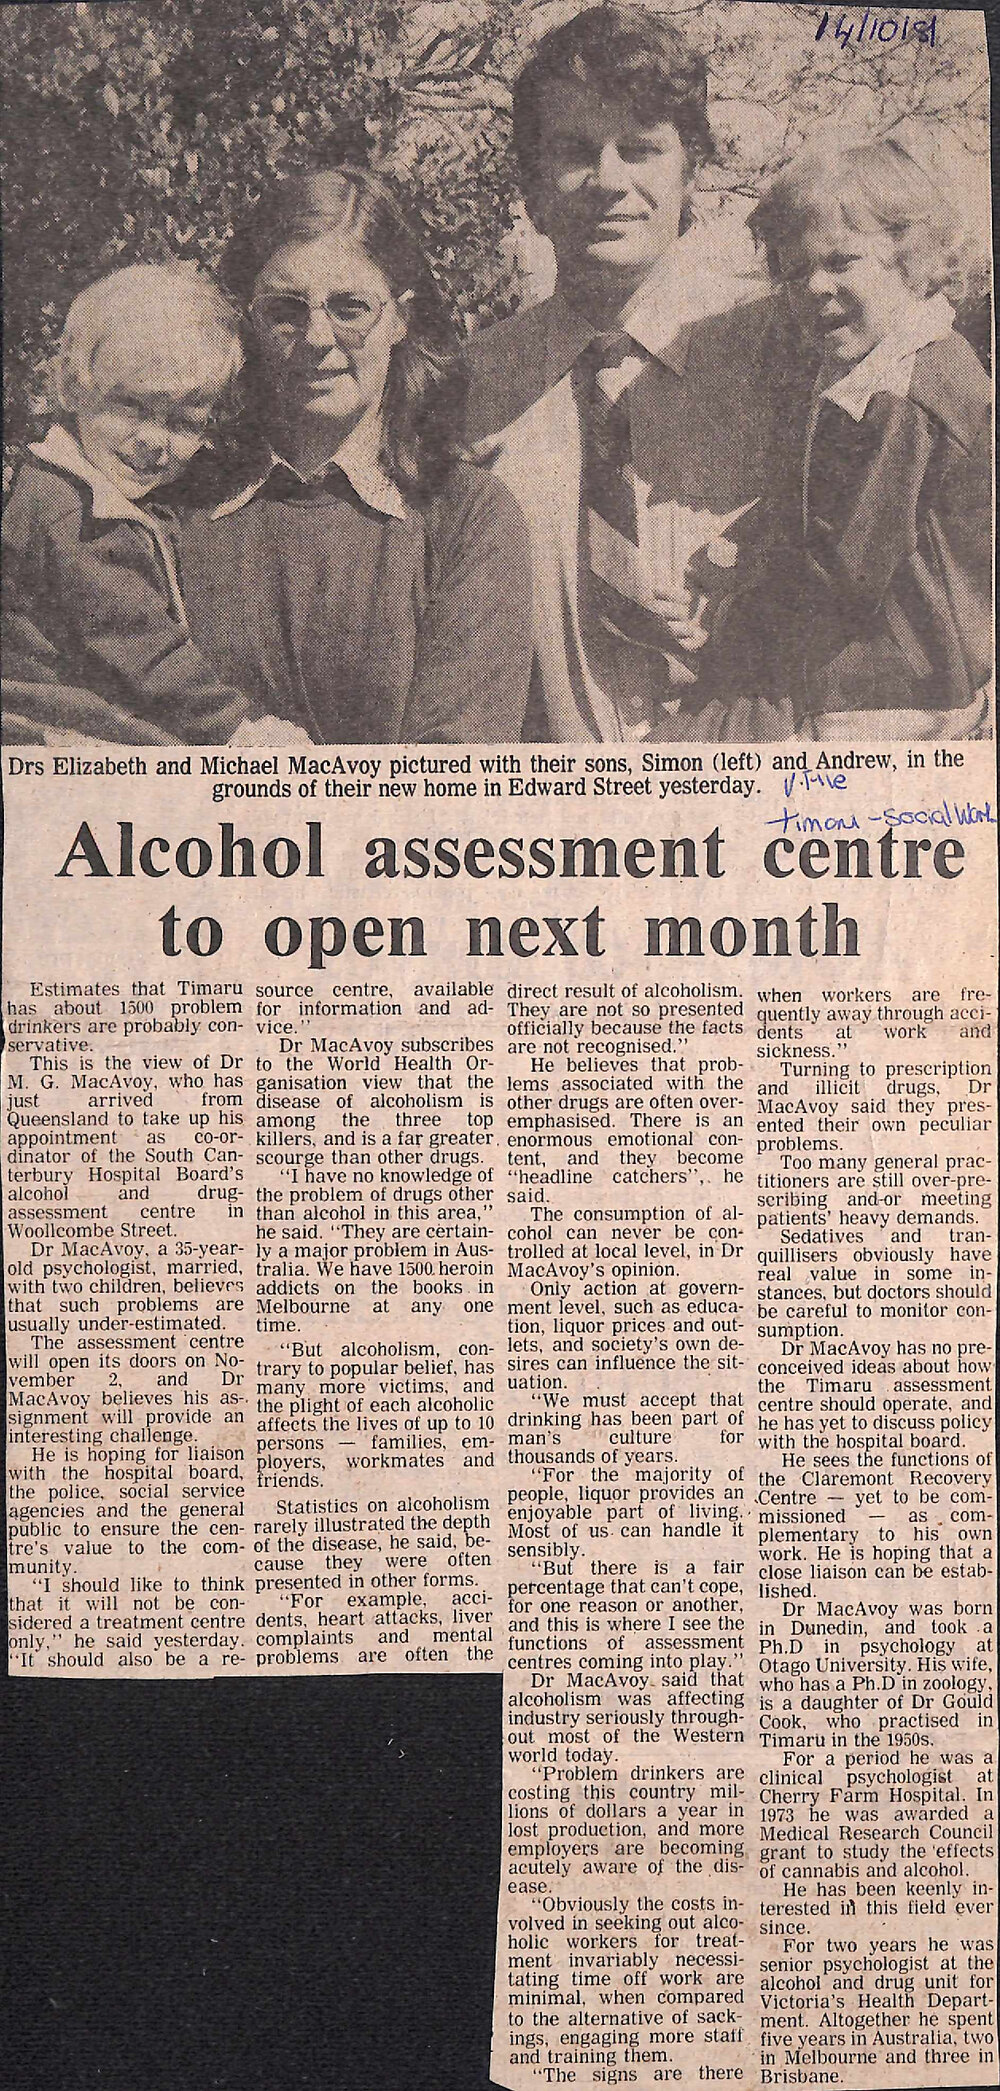 14/10/81
Drs Elizabeth and Michael MacAvoy pictured with their sons, Simon (left) and Andrew, in the
grounds of their new home in Edward Street yesterday.
V. File
Timaru - Social Work
Alcohol assessment centre
to open next month
Estimates that Timaru
has about 1500 problem
drinkers are probably con-
servative.
This is the view of Dr
M. G. MacAvoy, who has
just arrived from
Queensland to take up his
appointment as co-or-
dinator of the South Can-
terbury Hospital Board's
alcohol and drug-
assessment centre in
Woollcombe Street.
Dr MacAvoy, a 35-year-
old psychologist, married,
with two children, believes
that such problems are
usually under-estimated.
The assessment centre
will open its doors on No-
vember 2, and Dr
MacAvoy believes his as-
signment will provide an
interesting challenge.
He is hoping for liaison
with the hospital board,
the police, social service
agencies and the general
public to ensure the cen-
tre's value to the com-
munity.
"I should like to think
that it will not be con-
sidered a treatment centre
only," he said yesterday.
"It should also be a re-
source centre, available
for information and ad-
vice."
Dr MacAvoy subscribes
to the World Health Or-
ganisation view that the
disease of alcoholism is
among the three top
killers, and is a far greater
scourge than other drugs.
"I have no knowledge of
the problem of drugs other
than alcohol in this area,"
he said. "They are certain-
ly a major problem in Aus-
tralia. We have 1500 heroin
addicts on the books in
Melbourne at any one
time.
"But alcoholism, con-
trary to popular belief, has
many more victims, and
the plight of each alcoholic
affects the lives of up to 10
persons — families, em-
ployers, workmates and
friends.
Statistics on alcoholism
rarely illustrated the depth
of the disease, he said, be-
cause they were often
presented in other forms.
"For example, acci-
dents, heart attacks, liver
complaints and mental
problems are often the
direct result of alcoholism.
They are not so presented
officially because the facts
are not recognised."
He believes that prob-
lems associated with the
other drugs are often over-
emphasised. There is an
enormous emotional con-
tent, and they become
"headline catchers", he
said.
The consumption of al-
cohol can never be con-
trolled at local level, in Dr
MacAvoy's opinion.
Only action at govern-
ment level, such as educa-
tion, liquor prices and out-
lets, and society's own de-
sires can influence the sit-
uation.
"We must accept that
drinking has been part of
man's culture for
thousands of years.
"For the majority of
people, liquor provides an
enjoyable part of living.
Most of us can handle it
sensibly.
"But there is a fair
percentage that can't cope,
for one reason or another,
and this is where I see the
functions of assessment
centres coming into play."
Dr MacAvoy said that
alcoholism was affecting
industry seriously through-
out most of the Western
world today.
"Problem drinkers are
costing this country mil-
lions of dollars a year in
lost production, and more
employers are becoming
acutely aware of the dis-
ease.
"Obviously the costs in-
volved in seeking out alco-
holic workers for treat-
ment invariably necessi-
tating time off work are
minimal, when compared
to the alternative of sack-
ings, engaging more staff
and training them.
"The signs are there
when workers are fre-
quently away through acci-
dents at work and
sickness."
Turning to prescription
and illicit drugs, Dr
MacAvoy said they pres-
ented their own peculiar
problems.
Too many general prac-
titioners are still over-pre-
scribing and-or meeting
patients' heavy demands.
Sedatives and tran-
quillisers obviously have
real value in some in-
stances, but doctors should
be careful to monitor con-
sumption.
Dr MacAvoy has no pre-
conceived ideas about how
the Timaru assessment
centre should operate, and
he has yet to discuss policy
with the hospital board.
He sees the functions of
the Claremont Recovery
Centre — yet to be com-
missioned — as com-
plementary to his own
work. He is hoping that a
close liaison can be estab-
lished.
Dr MacAvoy was born
in Dunedin, and took a
Ph.D in psychology at
Otago University. His wife,
who has a Ph.D in zoology,
is a daughter of Dr Gould
Cook, who practised in
Timaru in the 1950s.
For a period he was a
clinical psychologist at
Cherry Farm Hospital. In
1973 he was awarded a
Medical Research Council
grant to study the effects
of cannabis and alcohol.
He has been keenly in-
terested in this field ever
since.
For two years he was
senior psychologist at the
alcohol and drug unit for
Victoria's Health Depart-
ment. Altogether he spent
five years in Australia, two
in Melbourne and three in
Brisbane.